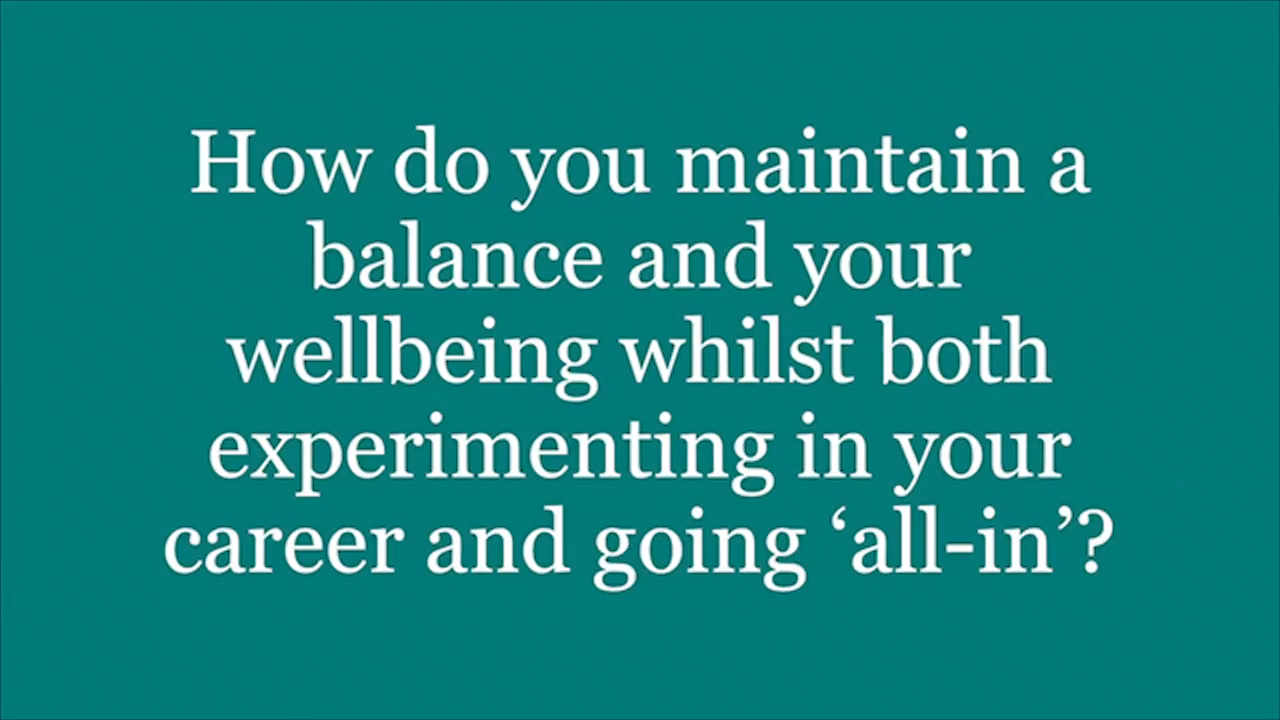 How do you maintain a
balance and your
wellbeing whilst both
experimenting in your
career and going ‘all-in’?